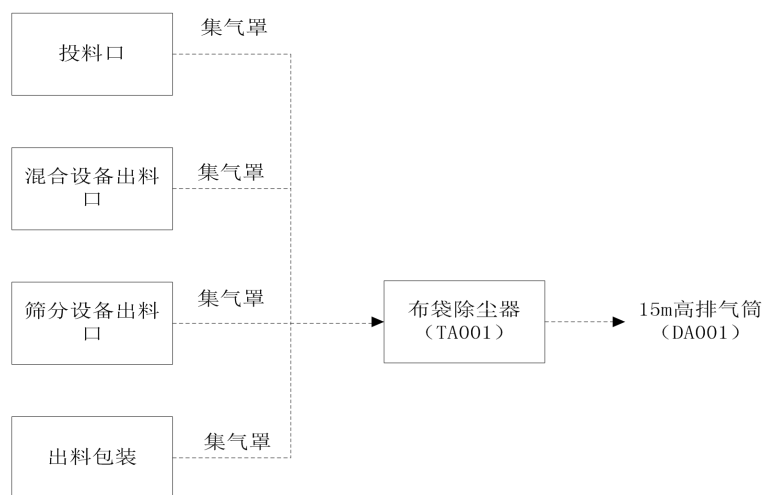 集气罩
投料口
集气罩
混合设备出料
口
集气罩
筛分设备出料
口
布袋除尘器
（TA001）
15m高排气筒
（DA001）
集气罩
出料包装